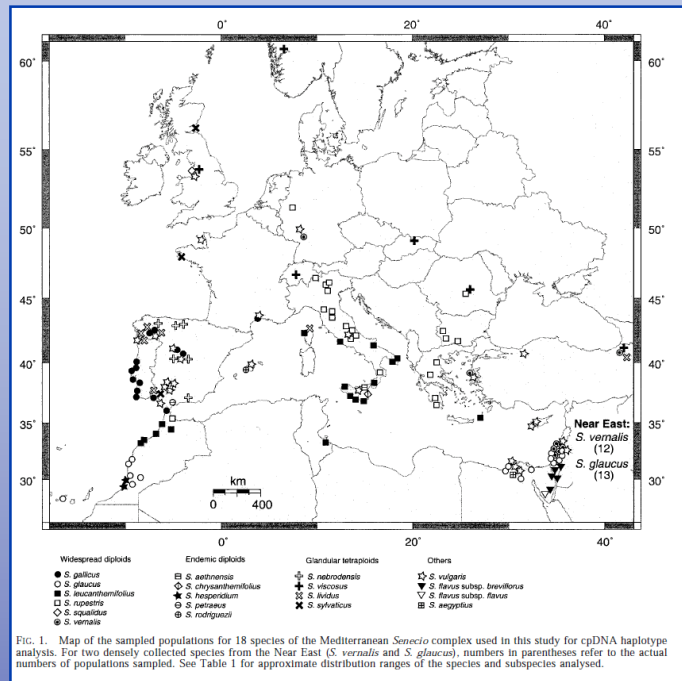 0° 20° 40°
60° 60°
55° 55°
50° 50°
45° 45°
40° 40°
35° 35°
30° 30°
Near East:
S. vernalis
(12)
S. glaucus
(13)
km
0 400
0° 20° 40°
Widespread diploids
S. gallicus
S. glaucus
S. leucanthemifolius
S. rupestris
S. squalidus
S. vernalis
Endemic diploids
S. aethnensis
S. chrysanthemifolius
S. hesperidium
S. petraeus
S. rodriguezii
Glandular tetraploids
S. nebrodensis
S. viscosus
S. lividus
S. sylvaticus
Others
S. vulgaris
S. flavus subsp. breviflorus
S. flavus subsp. flavus
S. aegyptius
FIG. 1. Map of the sampled populations for 18 species of the Mediterranean Senecio complex used in this study for cpDNA haplotype
analysis. For two densely collected species from the Near East (S. vernalis and S. glaucus), numbers in parentheses refer to the actual
numbers of populations sampled. See Table 1 for approximate distribution ranges of the species and subspecies analysed.